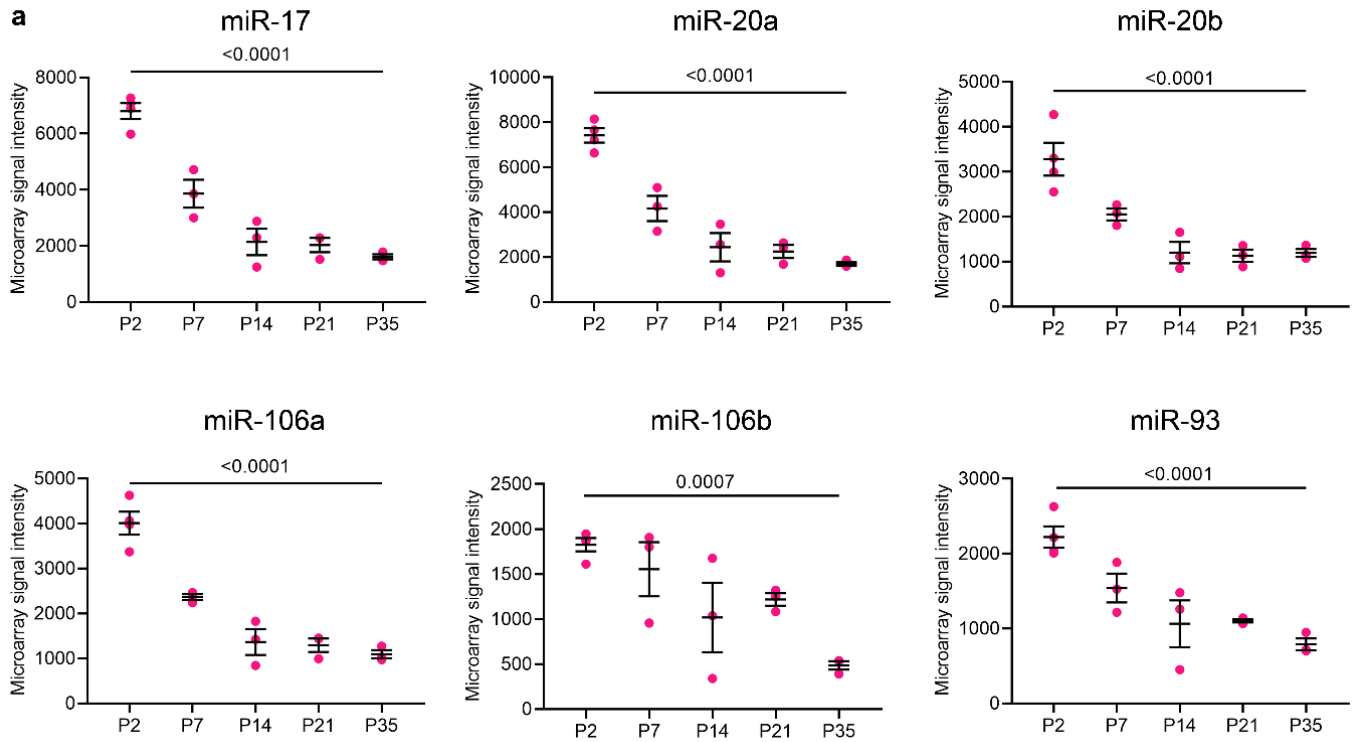 a
miR-17
<0.0001
Microarray signal intensity
8000
6000
4000
2000
0
P2 P7 P14 P21 P35
miR-20a
<0.0001
Microarray signal intensity
10000
8000
6000
4000
2000
0
P2 P7 P14 P21 P35
miR-20b
<0.0001
Microarray signal intensity
5000
4000
3000
2000
1000
0
P2 P7 P14 P21 P35
miR-106a
<0.0001
Microarray signal intensity
5000
4000
3000
2000
1000
0
P2 P7 P14 P21 P35
miR-106b
0.0007
Microarray signal intensity
2500
2000
1500
1000
500
0
P2 P7 P14 P21 P35
miR-93
<0.0001
Microarray signal intensity
3000
2000
1000
0
P2 P7 P14 P21 P35